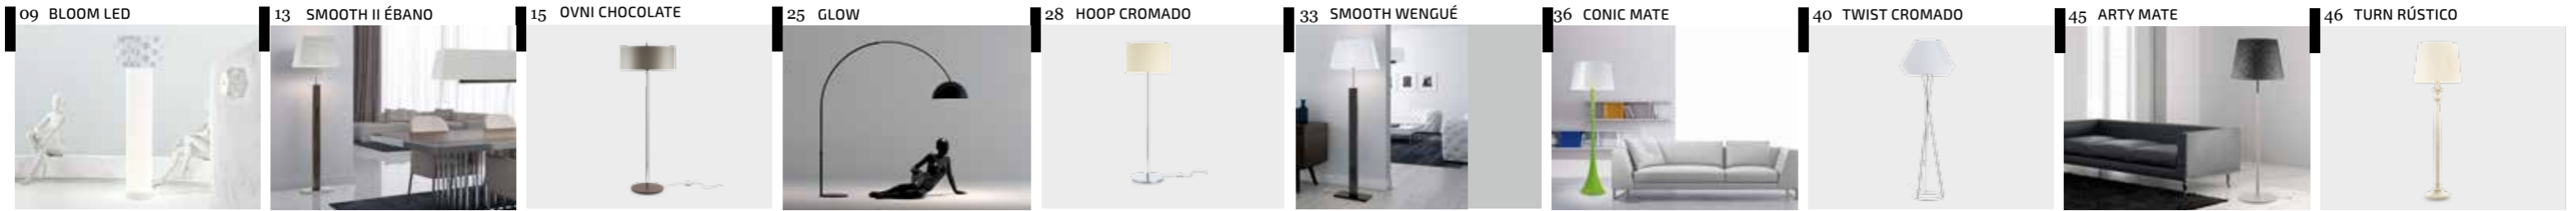 09 BLOOM LED
13 SMOOTH II ÉBANO
15 OVNI CHOCOLATE
25 GLOW
28 HOOP CROMADO
33 SMOOTH WENGUÉ
36 CONIC MATE
40 TWIST CROMADO
45 ARTY MATE
46 TURN RÚSTICO